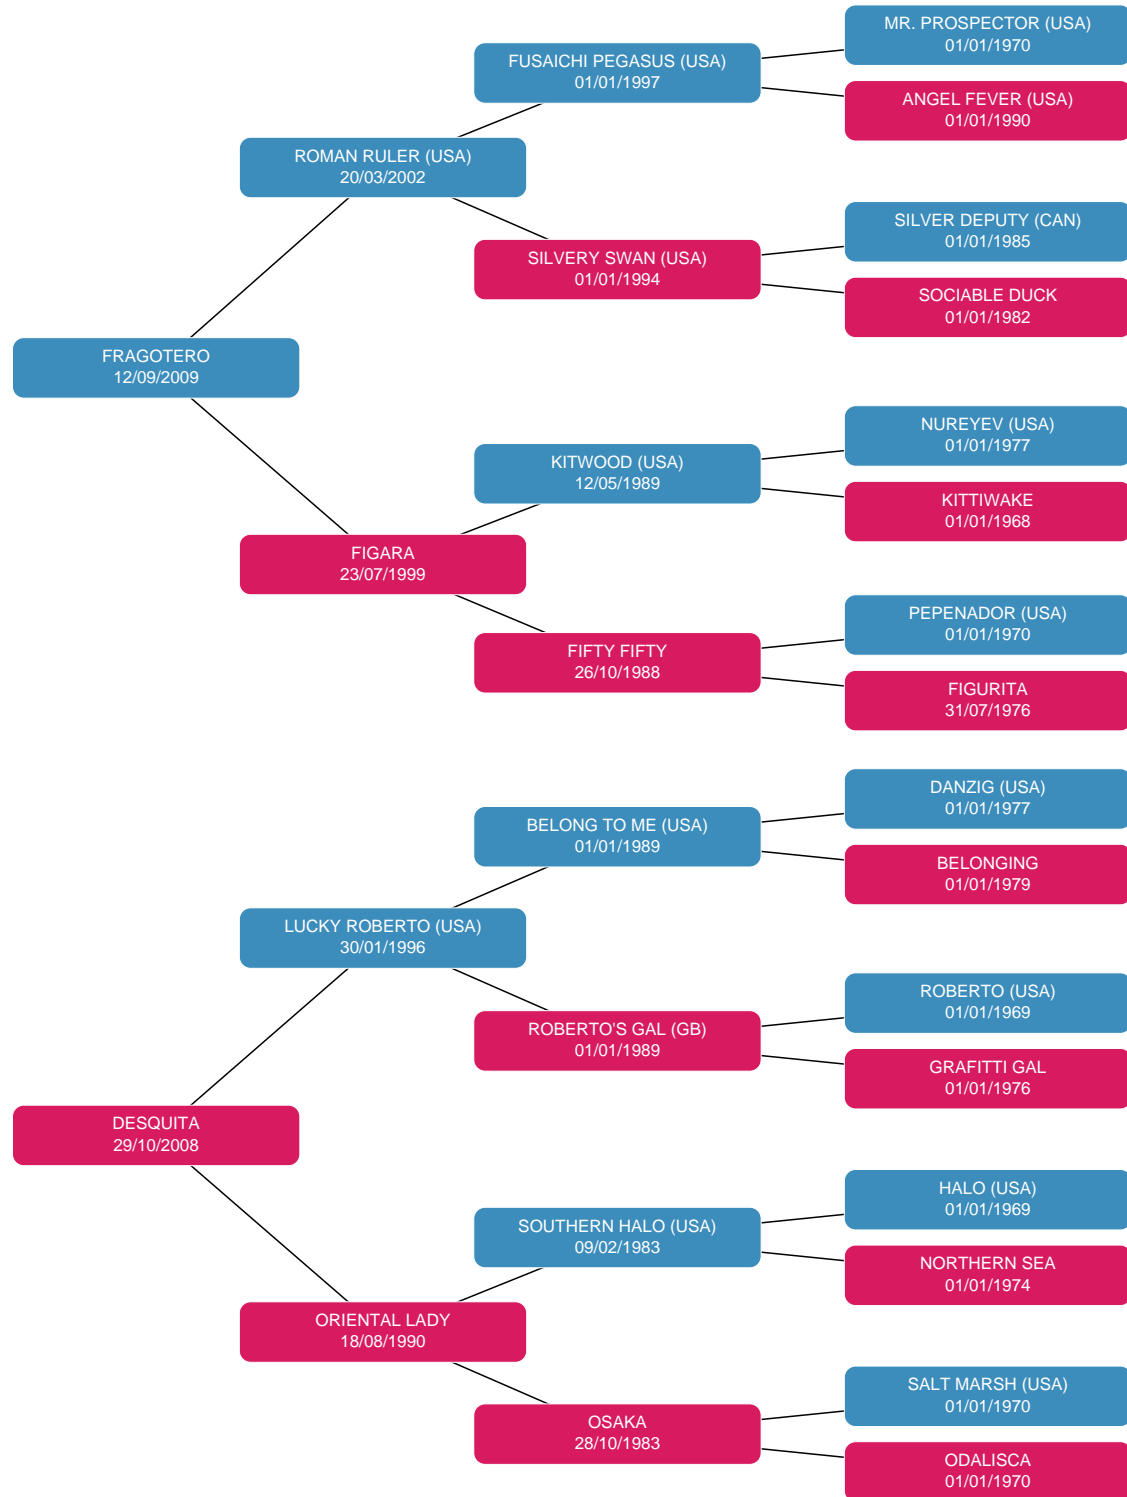 MR. PROSPECTOR (USA)
01/01/1970
FUSAICHI PEGASUS (USA)
01/01/1997
ANGEL FEVER (USA)
01/01/1990
ROMAN RULER (USA)
20/03/2002
SILVER DEPUTY (CAN)
01/01/1985
SILVERY SWAN (USA)
01/01/1994
SOCIABLE DUCK
01/01/1982
FRAGOTERO
12/09/2009
NUREYEV (USA)
01/01/1977
KITWOOD (USA)
12/05/1989
KITTIWAKE
01/01/1968
FIGARA
23/07/1999
PEPENADOR (USA)
01/01/1970
FIFTY FIFTY
26/10/1988
FIGURITA
31/07/1976
DANZIG (USA)
01/01/1977
BELONG TO ME (USA)
01/01/1989
BELONGING
01/01/1979
LUCKY ROBERTO (USA)
30/01/1996
ROBERTO (USA)
01/01/1969
ROBERTO'S GAL (GB)
01/01/1989
GRAFITTI GAL
01/01/1976
DESQUITA
29/10/2008
HALO (USA)
01/01/1969
SOUTHERN HALO (USA)
09/02/1983
NORTHERN SEA
01/01/1974
ORIENTAL LADY
18/08/1990
SALT MARSH (USA)
01/01/1970
OSAKA
28/10/1983
ODALISCA
01/01/1970